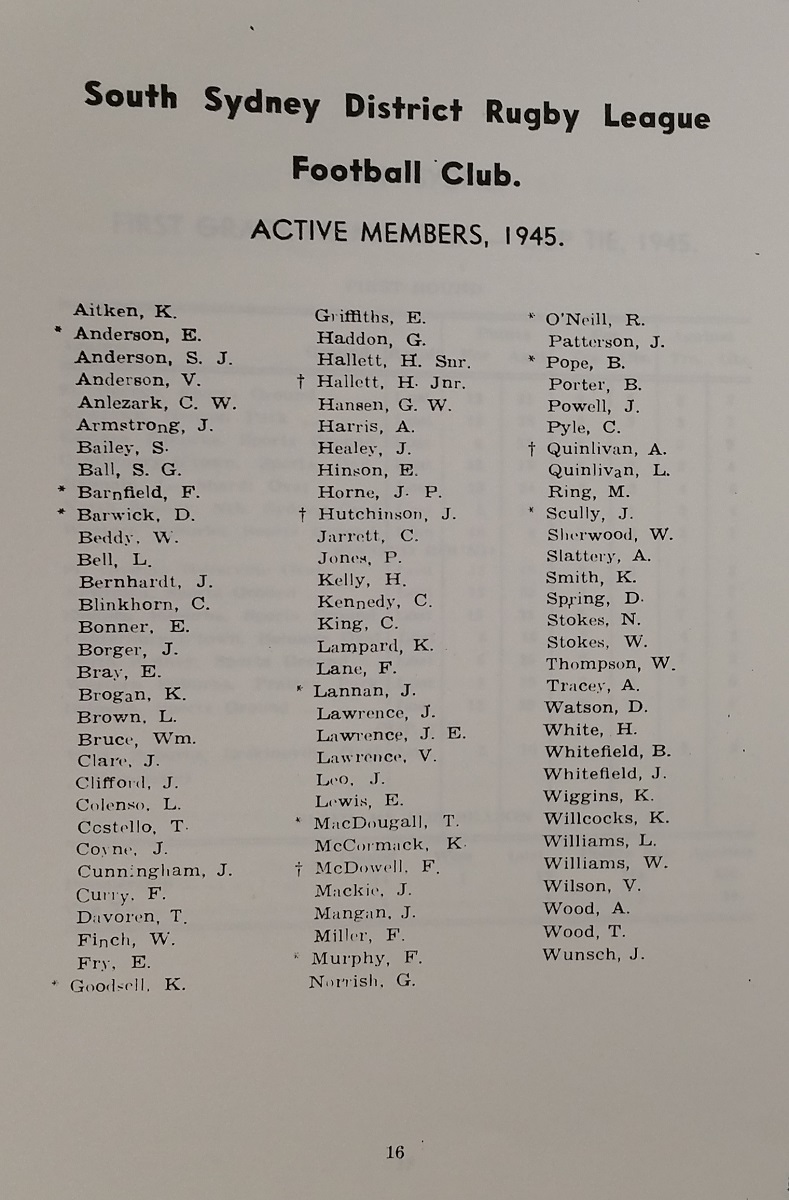 South Sydney District Rugby League
Football Club.
ACTIVE MEMBERS, 1945.
Aitken, K.
* Anderson, E.
Anderson, S. J.
Anderson, V.
Anlezark, C. W.
Armstrong, J.
Bailey, S.
Ball, S. G.
* Barnfield, F.
* Barwick, D.
Beddy, W.
Bell, L.
Bernhardt, J.
Blinkhorn, C.
Bonner, E.
Borger, J.
Bray, E.
Brogan, K.
Brown, L.
Bruce, Wm.
Clare, J.
Clifford, J.
Colenso, L.
Costello, T.
Coyne, J.
Cunningham, J.
Curry, F.
Davoren, T.
Finch, W.
Fry, E.
* Goodsell, K.
Griffiths, E.
Haddon, G.
Hallett, H. Snr.
† Hallett, H. Jnr.
Hansen, G. W.
Harris, A.
Healey, J.
Hinson, E.
Horne, J. P.
† Hutchinson, J.
Jarrett, C.
Jones, P.
Kelly, H.
Kennedy, C.
King, C.
Lampard, K.
Lane, F.
* Lannan, J.
Lawrence, J.
Lawrence, J. E.
Lawrence, V.
Leo, J.
Lewis, E.
* MacDougall, T.
McCormack, K.
† McDowell, F.
Mackie, J.
Mangan, J.
Miller, F.
* Murphy, F.
Norrish, G.
* O'Neill, R.
Patterson, J.
* Pope, B.
Porter, B.
Powell, J.
Pyle, C.
† Quinlivan, A.
Quinlivan, L.
Ring, M.
* Scully, J.
Sherwood, W.
Slattery, A.
Smith, K.
Spring, D.
Stokes, N.
Stokes, W.
Thompson, W.
Tracey, A.
Watson, D.
White, H.
Whitefield, B.
Whitefield, J.
Wiggins, K.
Willcocks, K.
Williams, L.
Williams, W.
Wilson, V.
Wood, A.
Wood, T.
Wunsch, J.
16